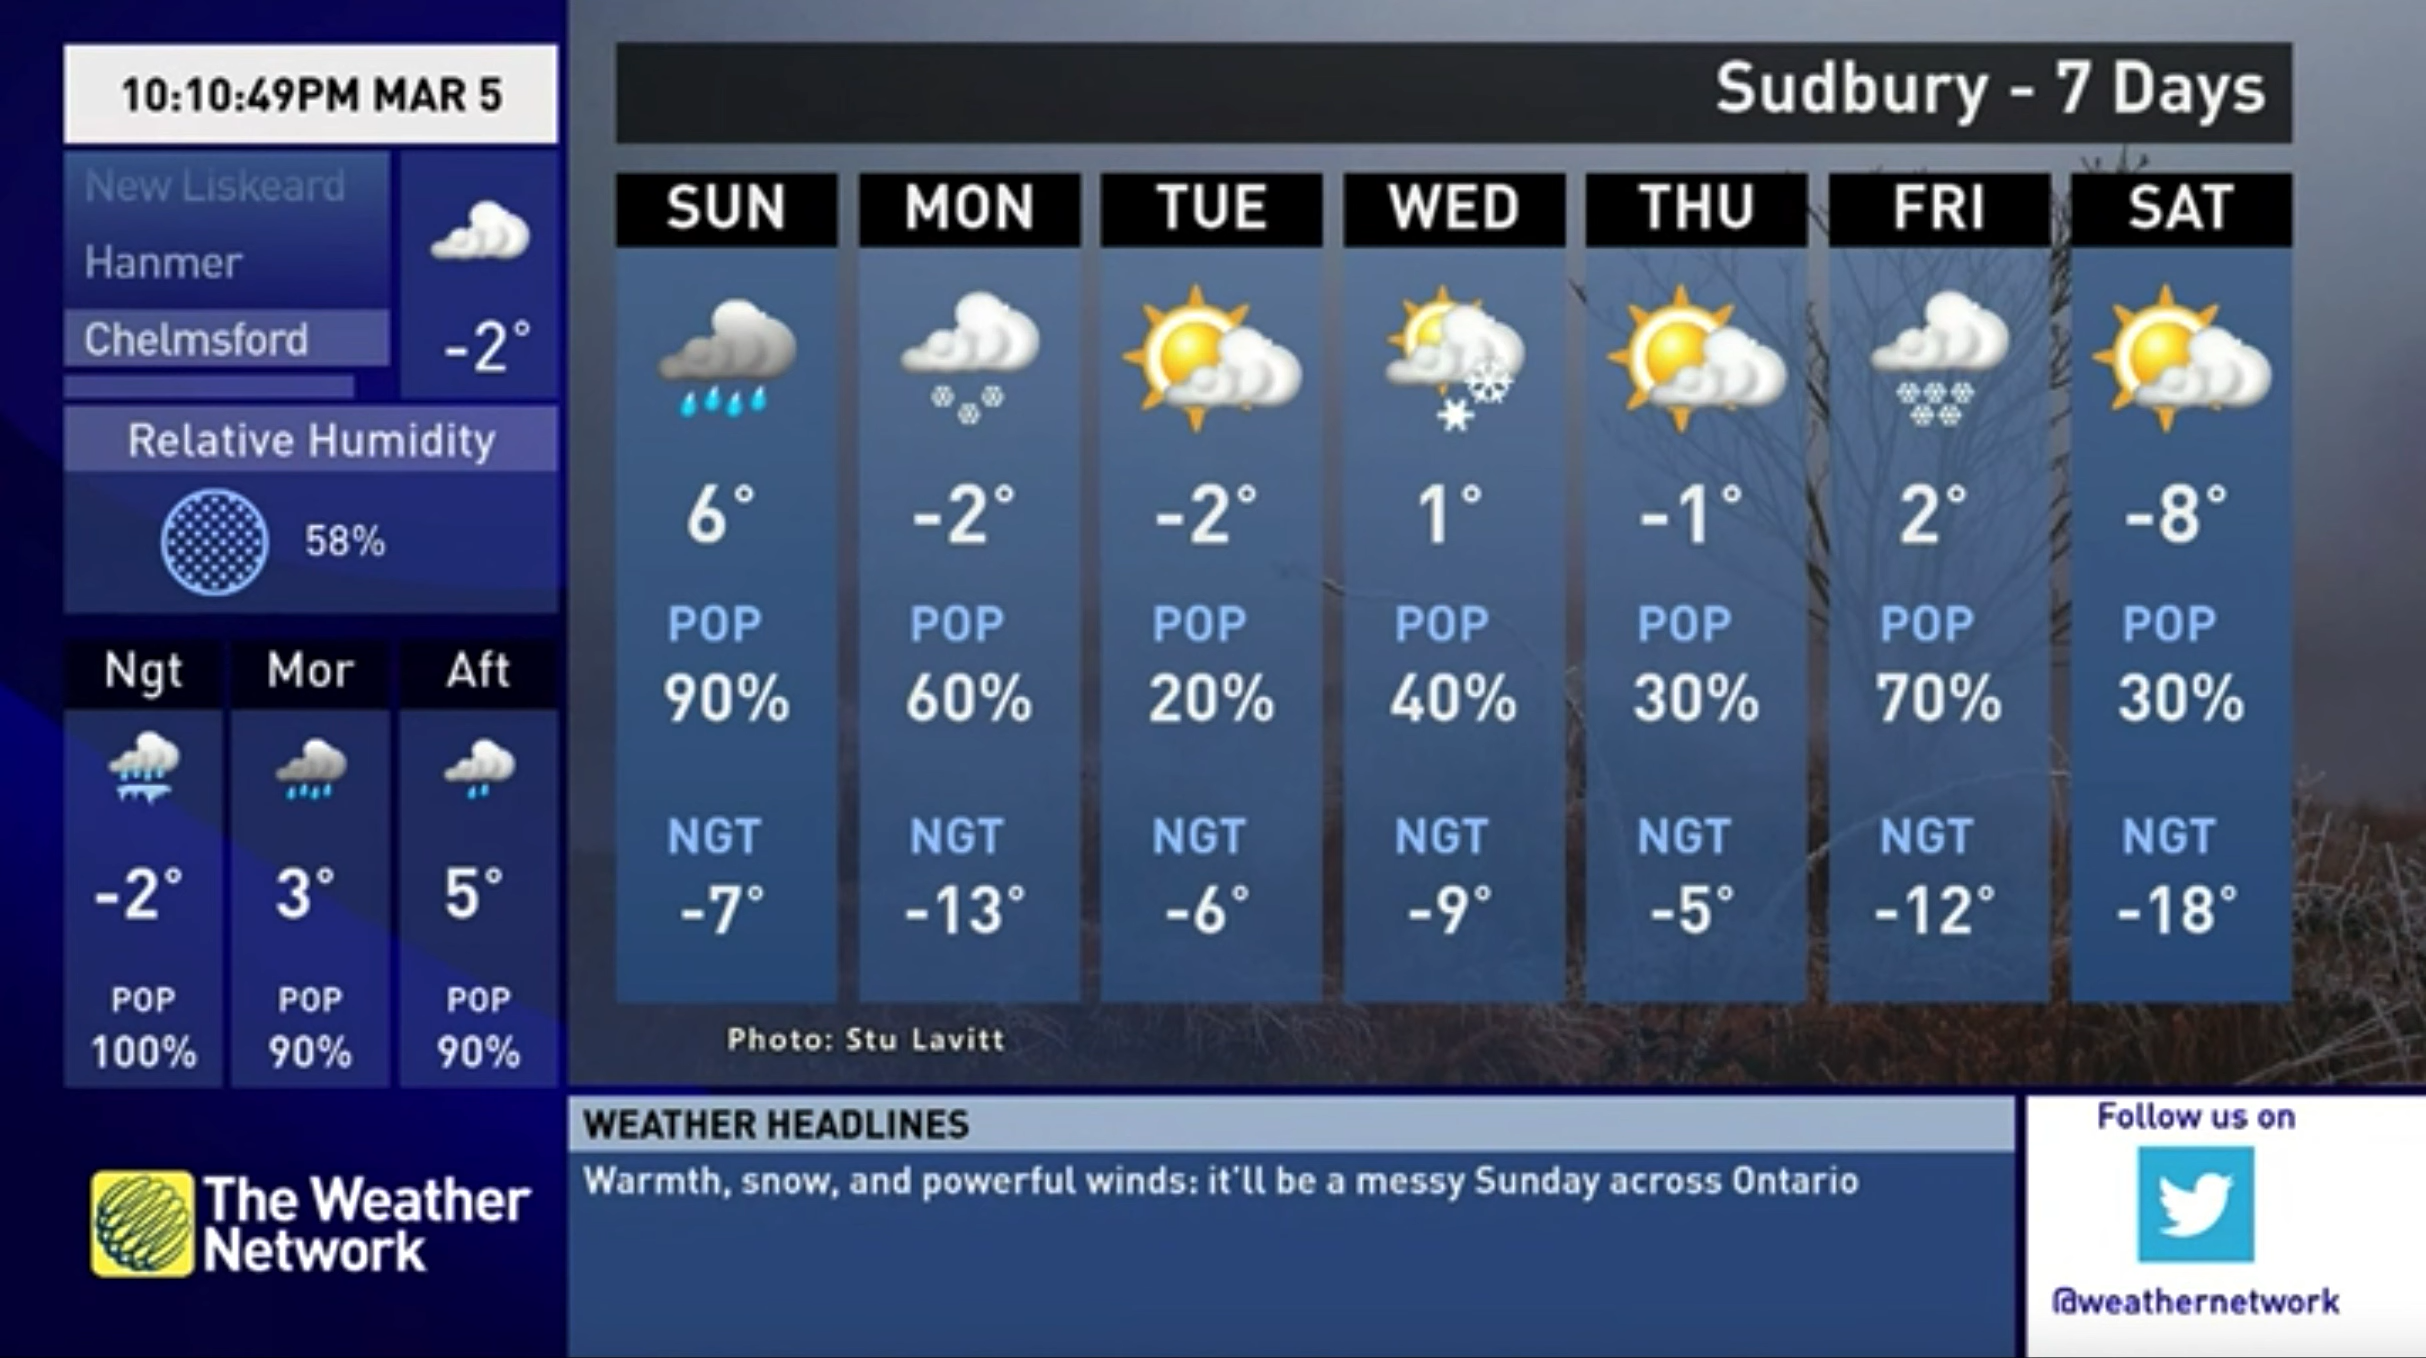 10:10:49PM MAR 5
New Liskeard
Hanmer
Chelmsford
-2°
Relative Humidity
58%
Ngt Mor Aft
-2° 3° 5°
POP POP POP
100% 90% 90%
The Weather
Network
Sudbury - 7 Days
SUN MON TUE WED THU FRI SAT
6° -2° -2° 1° -1° 2° -8°
POP POP POP POP POP POP POP
90% 60% 20% 40% 30% 70% 30%
NGT NGT NGT NGT NGT NGT NGT
-7° -13° -6° -9° -5° -12° -18°
Photo: Stu Lavitt
WEATHER HEADLINES
Warmth, snow, and powerful winds: it'll be a messy Sunday across Ontario
Follow us on
@weathernetwork